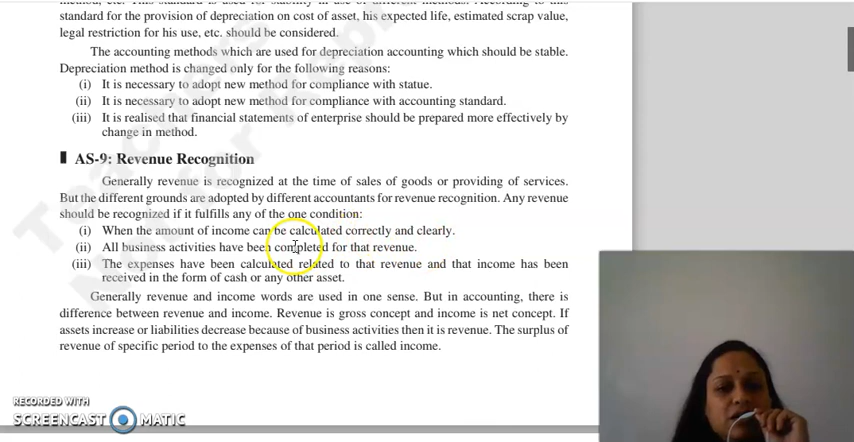 standard for the provision of depreciation on cost of asset, his expected life, estimated scrap value,
legal restriction for his use, etc. should be considered.
The accounting methods which are used for depreciation accounting which should be stable.
Depreciation method is changed only for the following reasons:
(i) It is necessary to adopt new method for compliance with statue.
(ii) It is necessary to adopt new method for compliance with accounting standard.
(iii) It is realised that financial statements of enterprise should be prepared more effectively by
change in method.
AS-9: Revenue Recognition
Generally revenue is recognized at the time of sales of goods or providing of services.
But the different grounds are adopted by different accountants for revenue recognition. Any revenue
should be recognized if it fulfills any of the one condition:
(i) When the amount of income can be calculated correctly and clearly.
(ii) All business activities have been completed for that revenue.
(iii) The expenses have been calculated related to that revenue and that income has been
received in the form of cash or any other asset.
Generally revenue and income words are used in one sense. But in accounting, there is
difference between revenue and income. Revenue is gross concept and income is net concept. If
assets increase or liabilities decrease because of business activities then it is revenue. The surplus of
revenue of specific period to the expenses of that period is called income.
RECORDED WITH
SCREENCAST MATIC